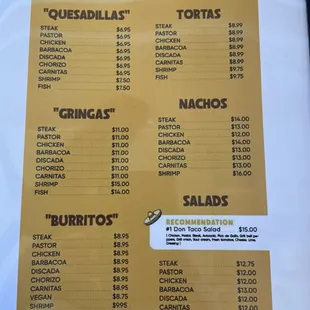 "QUESADILLAS"
STEAK $6.95
PASTOR $6.95
CHICKEN $6.95
BARBACOA $6.95
DISCADA $6.95
CHORIZO $6.95
CARNITAS $6.95
SHRIMP $7.50
FISH $7.50
"GRINGAS"
STEAK $11.00
PASTOR $11.00
CHICKEN $11.00
BARBACOA $11.00
DISCADA $11.00
CHORIZO $11.00
CARNITAS $11.00
SHRIMP $15.00
FISH $14.00
"BURRITOS"
STEAK $8.95
PASTOR $8.95
CHICKEN $8.95
BARBACOA $8.95
DISCADA $8.95
CHORIZO $8.95
CARNITAS $8.95
VEGAN $8.75
SHRIMP $9.95
TORTAS
STEAK $8.99
PASTOR $8.99
CHICKEN $8.99
BARBACOA $8.99
DISCADA $8.99
CARNITAS $8.99
SHRIMP $9.75
FISH $9.75
NACHOS
STEAK $14.00
PASTOR $13.00
CHICKEN $12.00
BARBACOA $14.00
DISCADA $13.00
CHORIZO $13.00
CARNITAS $13.00
SHRIMP $16.00
SALADS
RECOMMENDATION
#1 Don Taco Salad $15.00
STEAK $12.75
PASTOR $12.00
CHICKEN $12.00
BARBACOA $13.00
DISCADA $12.00
CHORIZO $12.00
CARNITAS $12.00